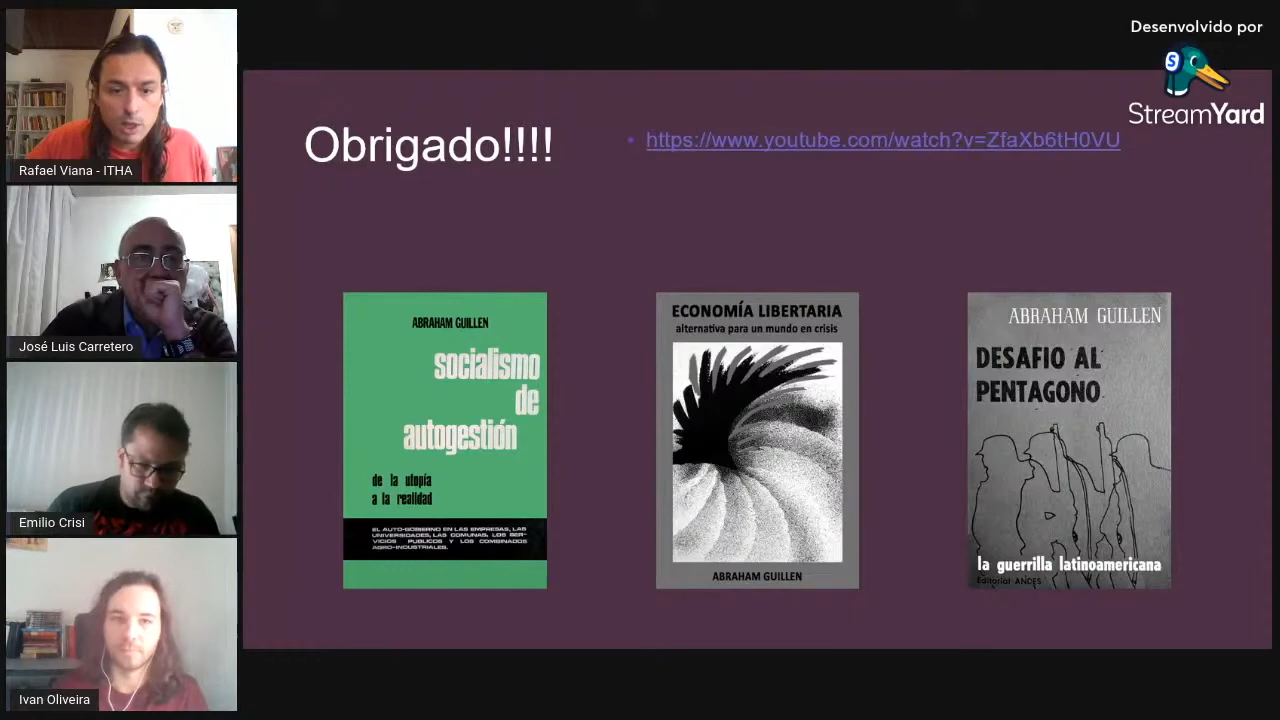 Desenvolvido por
StreamYard
Rafael Viana - ITHA
José Luis Carretero
Emilio Crisi
Ivan Oliveira
Obrigado!!!!
• https://www.youtube.com/watch?v=ZfaXb6tH0VU
ABRAHAM GUILLEN
socialismo
de
autogestión
de la utopía
a la realidad
EL AUTO-GOBIERNO EN LAS EMPRESAS, LAS
UNIVERSIDADES, LAS COMUNAS, LOS SER-
VICIOS PUBLICOS Y LOS COMBINADOS
AGRO-INDUSTRIALES.
ECONOMÍA LIBERTARIA
alternativa para un mundo en crisis
ABRAHAM GUILLEN
ABRAHAM GUILLEN
DESAFIO AL
PENTAGONO
la guerrilla latinoamericana
Editorial ANDES